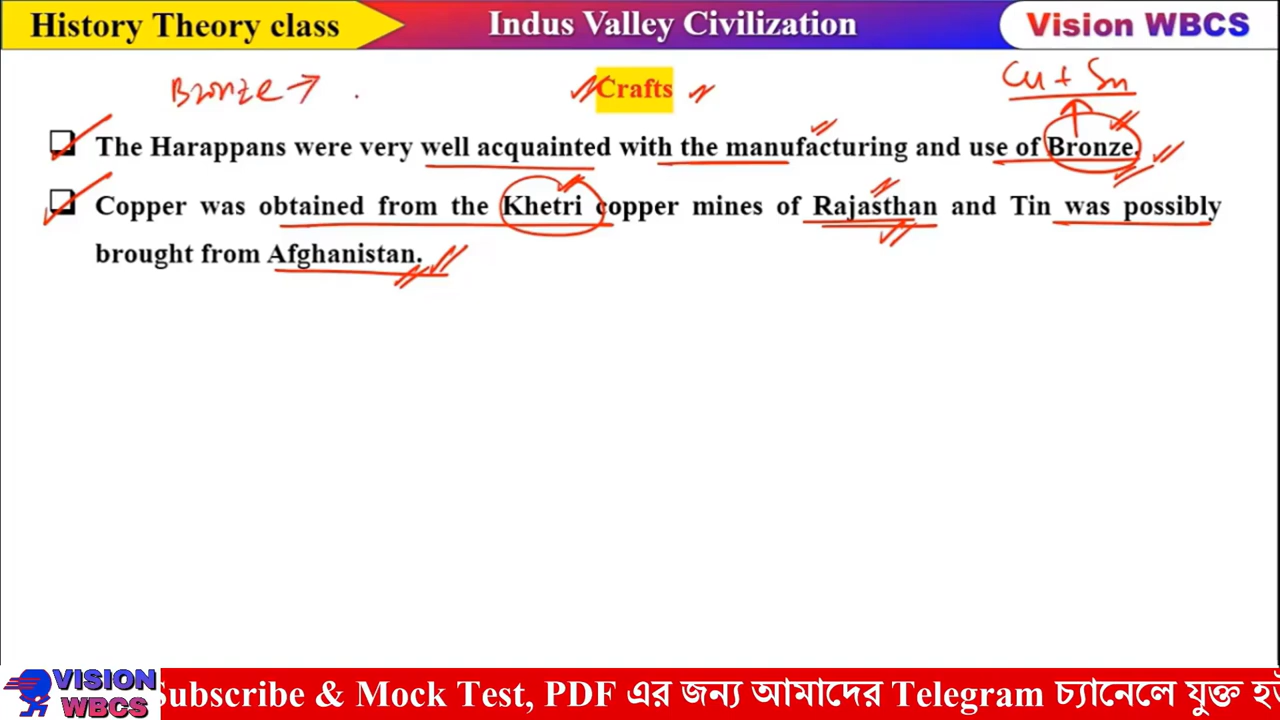 History Theory class
Indus Valley Civilization
Vision WBCS
Bronze →
Crafts
Cu + Sn
The Harappans were very well acquainted with the manufacturing and use of Bronze.
Copper was obtained from the Khetri copper mines of Rajasthan and Tin was possibly
brought from Afghanistan.
VISION
WBCS
Subscribe & Mock Test, PDF এর জন্য আমাদের Telegram চ্যানেলে যুক্ত